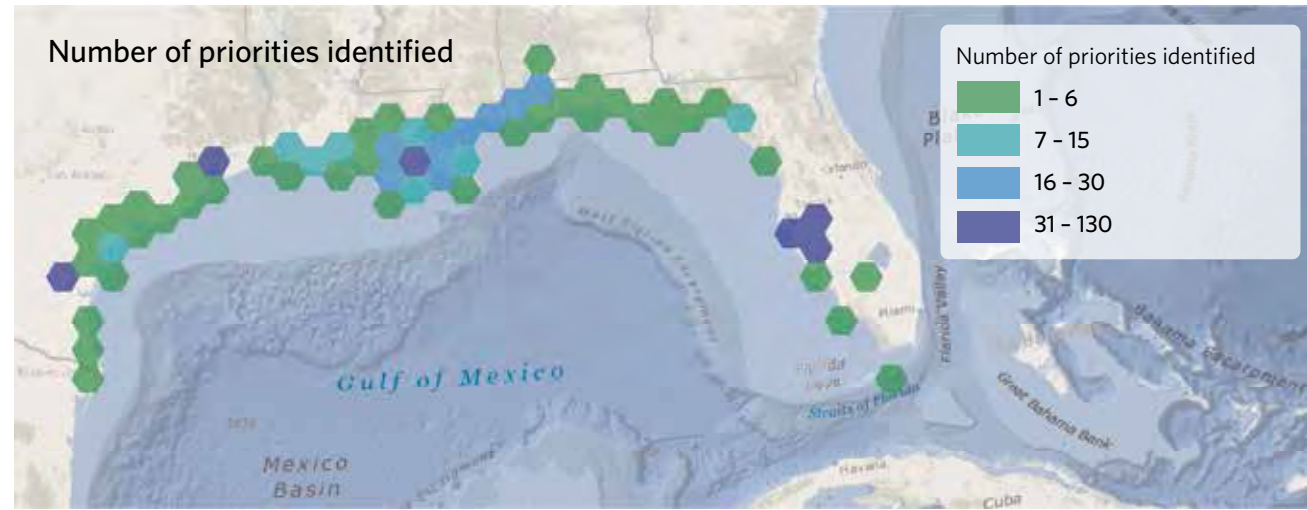 Number of priorities identified
Number of priorities identified
1 – 6
7 – 15
16 – 30
31 – 130
Orlando
Gulf of Mexico
Mexico
Basin
Miami
Florida Valley
Straits of Florida
Great Bahama Bank
Bahama Escarpment
Havana
Cuba